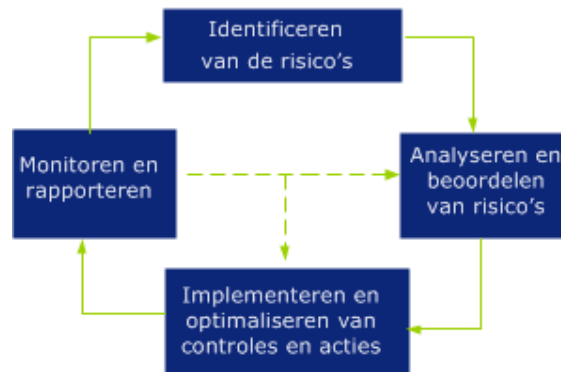 Identificeren
van de risico's
Analyseren en
beoordelen
van risico's
Monitoren en
rapporteren
Implementeren en
optimaliseren van
controles en acties